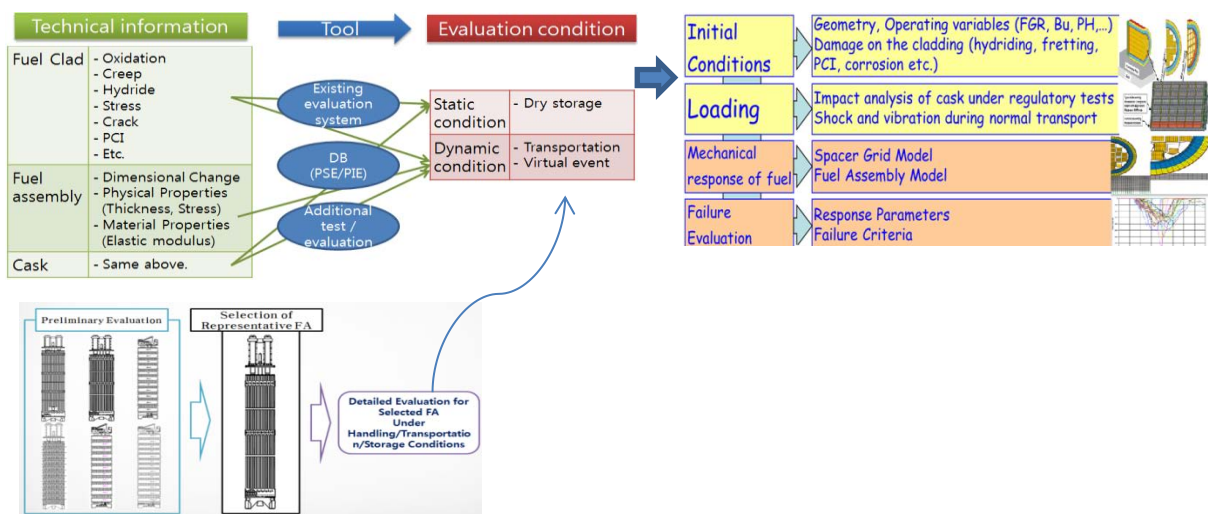 Technical information
Tool
Evaluation condition
Fuel Clad
- Oxidation
- Creep
- Hydride
- Stress
- Crack
- PCI
- Etc.
Fuel
assembly
- Dimensional Change
- Physical Properties
(Thickness, Stress)
- Material Properties
(Elastic modulus)
Cask
- Same above.
Existing
evaluation
system
DB
(PSE/PIE)
Additional
test /
evaluation
Static
condition
- Dry storage
Dynamic
condition
- Transportation
- Virtual event
Initial
Conditions
Geometry, Operating variables (FGR, Bu, PH,...)
Damage on the cladding (hydriding, fretting,
PCI, corrosion etc.)
Loading
Impact analysis of cask under regulatory tests
Shock and vibration during normal transport
Mechanical
response of fuel
Spacer Grid Model
Fuel Assembly Model
Failure
Evaluation
Response Parameters
Failure Criteria
Preliminary Evaluation
Selection of
Representative FA
Detailed Evaluation for
Selected FA
Under
Handling/Transportatio
n/Storage Conditions